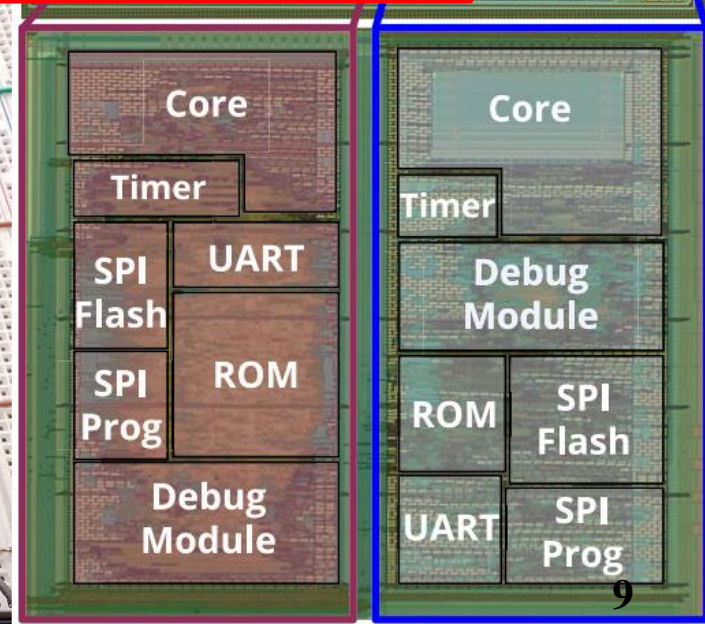 Core
Timer
SPI
Flash
UART
SPI
Prog
ROM
Debug
Module
Core
Timer
Debug
Module
ROM
SPI
Flash
UART
SPI
Prog
9